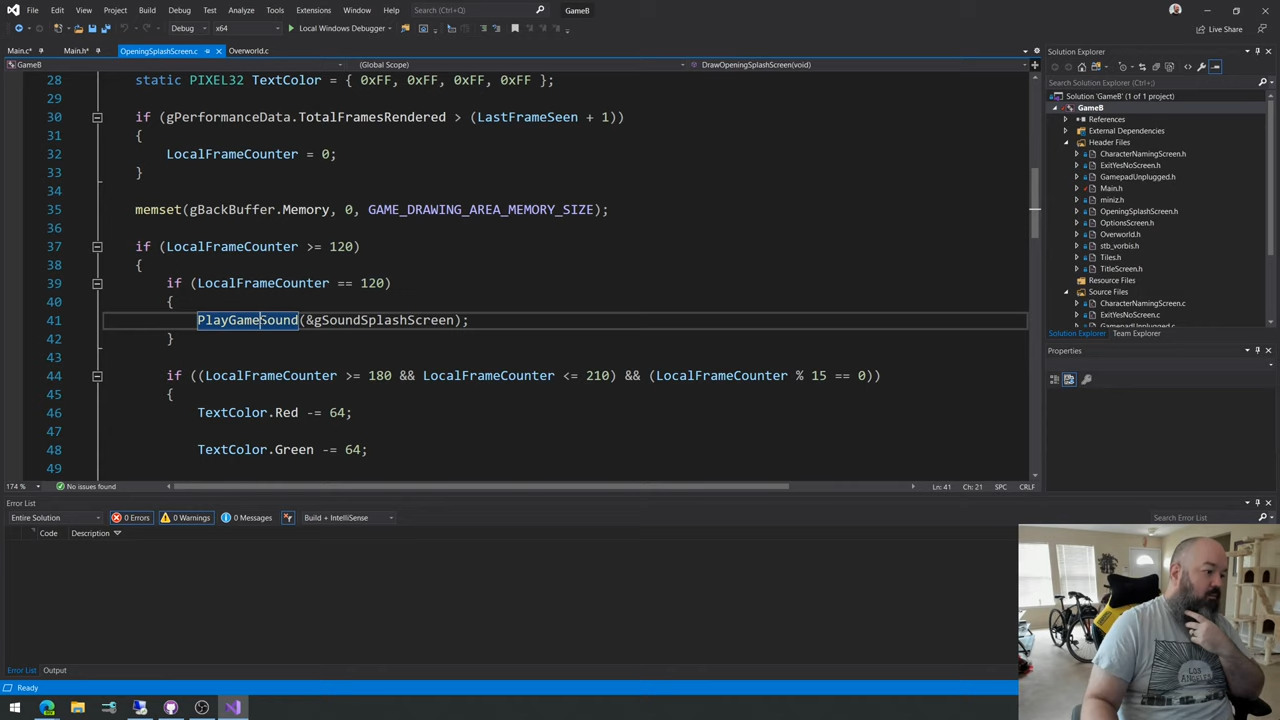 File Edit View Project Build Debug Test Analyze Tools Extensions Window Help Search (Ctrl+Q) GameB
Debug x64 Local Windows Debugger Live Share
Main.c* Main.h* OpeningSplashScreen.c Overworld.c
GameB (Global Scope) DrawOpeningSplashScreen(void)
28 static PIXEL32 TextColor = { 0xFF, 0xFF, 0xFF, 0xFF };
29
30 if (gPerformanceData.TotalFramesRendered > (LastFrameSeen + 1))
31 {
32 LocalFrameCounter = 0;
33 }
34
35 memset(gBackBuffer.Memory, 0, GAME_DRAWING_AREA_MEMORY_SIZE);
36
37 if (LocalFrameCounter >= 120)
38 {
39 if (LocalFrameCounter == 120)
40 {
41 PlayGameSound(&gSoundSplashScreen);
42 }
43
44 if ((LocalFrameCounter >= 180 && LocalFrameCounter <= 210) && (LocalFrameCounter % 15 == 0))
45 {
46 TextColor.Red -= 64;
47
48 TextColor.Green -= 64;
49
174 % No issues found Ln: 41 Ch: 21 SPC CRLF
Error List
Entire Solution 0 Errors 0 Warnings 0 Messages Build + IntelliSense Search Error List
Code Description
Error List Output
Ready
Solution Explorer
Search Solution Explorer (Ctrl+;)
Solution 'GameB' (1 of 1 project)
GameB
References
External Dependencies
Header Files
CharacterNamingScreen.h
ExitYesNoScreen.h
GamepadUnplugged.h
Main.h
miniz.h
OpeningSplashScreen.h
OptionsScreen.h
Overworld.h
stb_vorbis.h
Tiles.h
TitleScreen.h
Resource Files
Source Files
CharacterNamingScreen.c
ExitYesNoScreen.c
GamepadUnplugged.c
Solution Explorer Team Explorer
Properties
LOS ANGELES